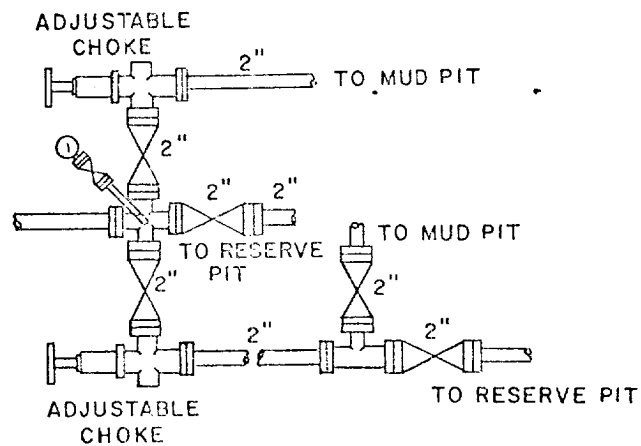 ADJUSTABLE
CHOKE
2"
TO MUD PIT
2"
2"
2"
TO RESERVE
PIT
TO MUD PIT
2"
2"
2"
2"
TO RESERVE PIT
ADJUSTABLE
CHOKE